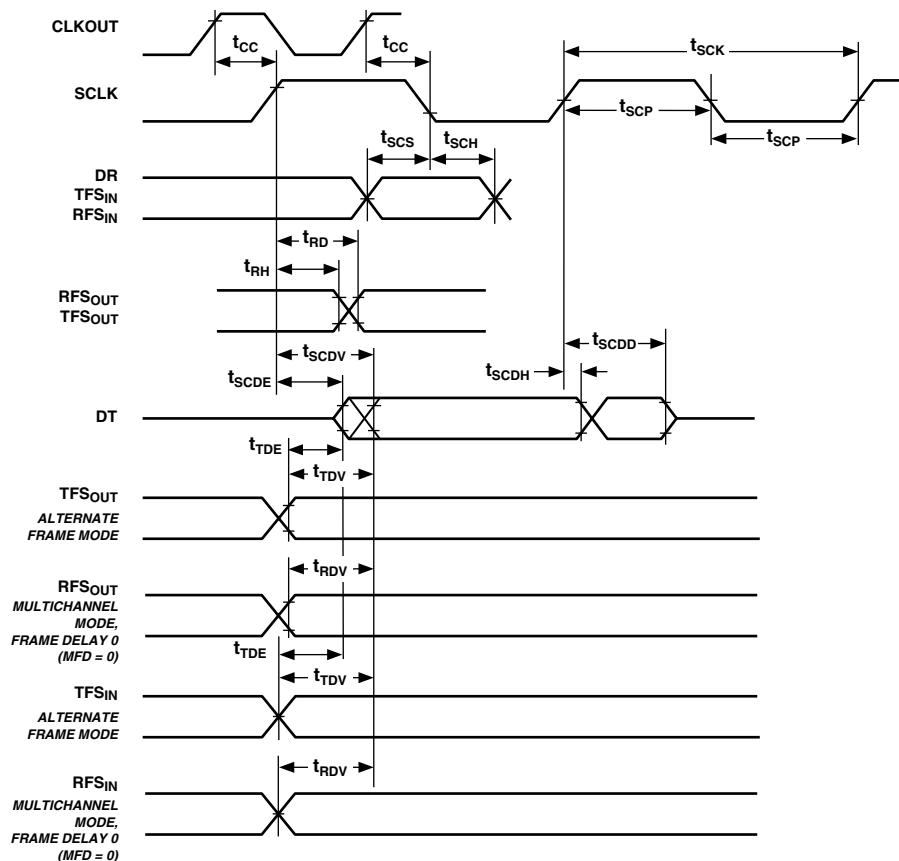 CLKOUT
tCC
tCC
tSCK
SCLK
tSCP
tSCP
tSCS
tSCH
DR
TFSIN
RFSIN
tRD
tRH
RFSOUT
TFSOUT
tSCDV
tSCDD
tSCDE
tSCDH
DT
tTDE
tTDV
TFSOUT
ALTERNATE
FRAME MODE
tRDV
RFSOUT
MULTICHANNEL
MODE,
FRAME DELAY 0
(MFD = 0)
tTDE
tTDV
TFSIN
ALTERNATE
FRAME MODE
tRDV
RFSIN
MULTICHANNEL
MODE,
FRAME DELAY 0
(MFD = 0)